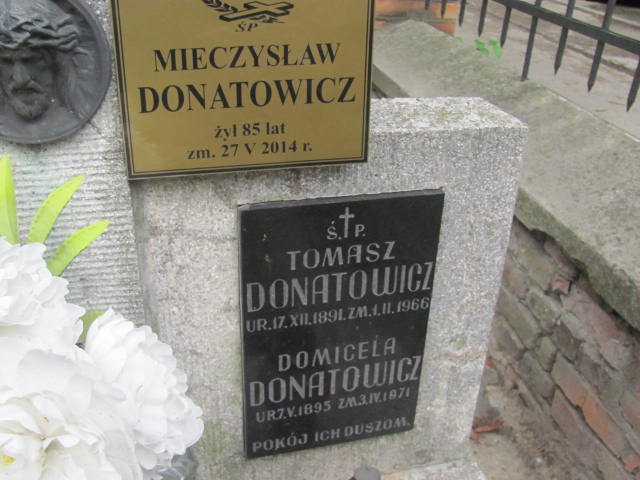 ŚP
MIECZYSŁAW
DONATOWICZ
żył 85 lat
zm. 27 V 2014 r.
Ś.P.
TOMASZ
DONATOWICZ
UR.17.XII.1891.ZM.1.II.1966
DOMICELA
DONATOWICZ
UR.7.V.1895 ZM.3.IV.1971
POKÓJ ICH DUSZOM.